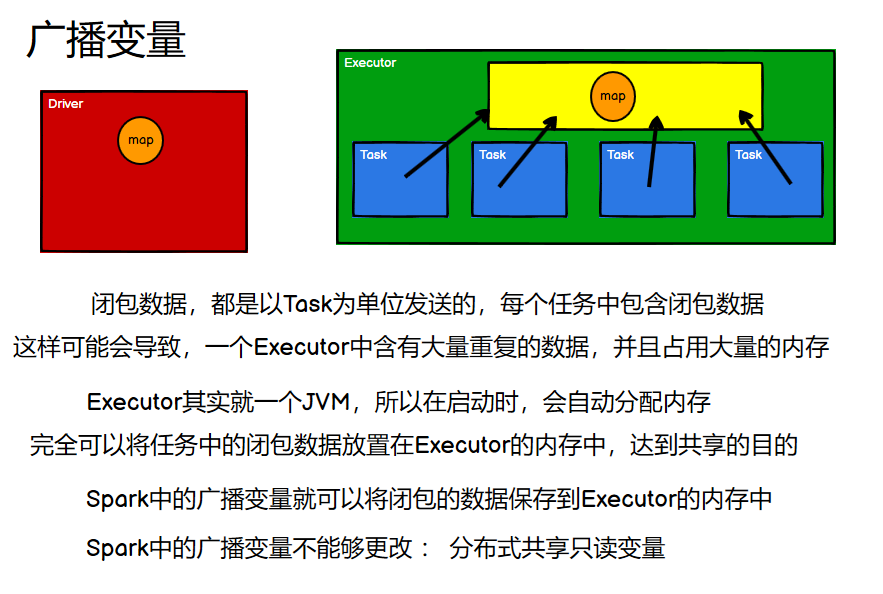 广播变量
Executor
Driver
map
map
Task
Task
Task
Task
闭包数据，都是以Task为单位发送的，每个任务中包含闭包数据
这样可能会导致，一个Executor中含有大量重复的数据，并且占用大量的内存
Executor其实就一个JVM，所以在启动时，会自动分配内存
完全可以将任务中的闭包数据放置在Executor的内存中，达到共享的目的
Spark中的广播变量就可以将闭包的数据保存到Executor的内存中
Spark中的广播变量不能够更改 ： 分布式共享只读变量